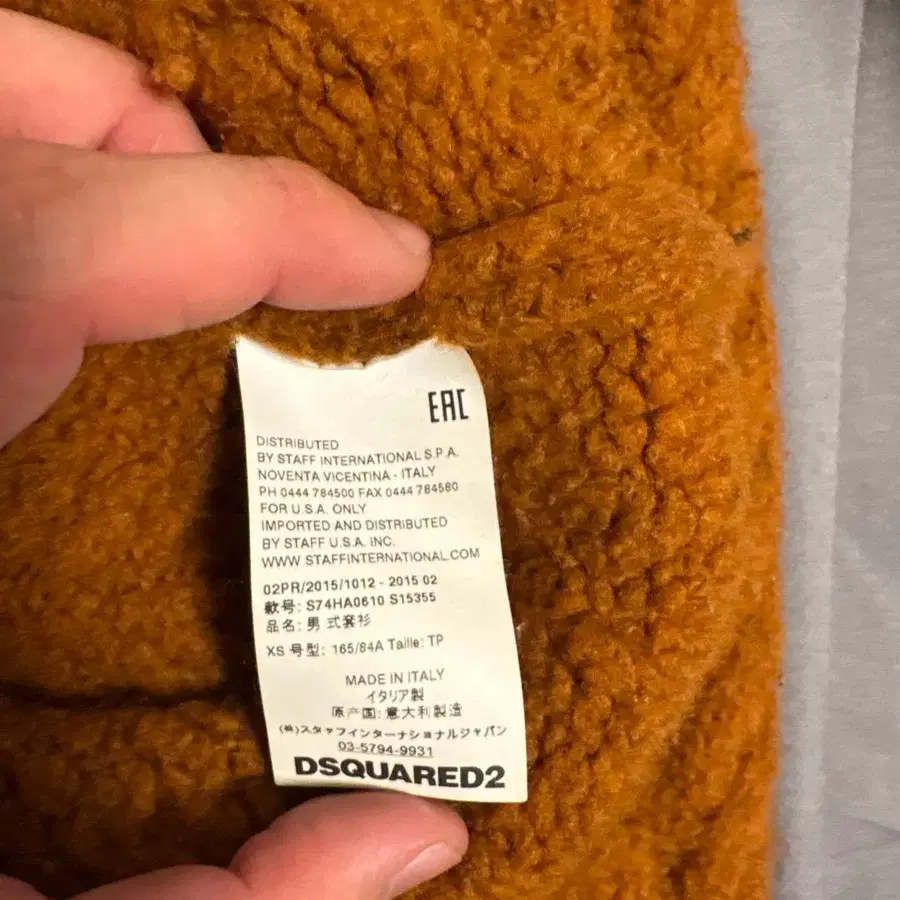 EAC
DISTRIBUTED
BY STAFF INTERNATIONAL S.P.A.
NOVENTA VICENTINA - ITALY
PH 0444 784500 FAX 0444 784580
FOR U.S.A. ONLY
IMPORTED AND DISTRIBUTED
BY STAFF U.S.A. INC.
WWW.STAFFINTERNATIONAL.COM
02PR/2015/1012 - 2015 02
款号: S74HA0610 S15355
品名: 男 式套衫
XS 号型: 165/84A Taille: TP
MADE IN ITALY
イタリア製
原产国: 意大利製造
(株)スタッフインターナショナルジャパン
03-5794-9931
DSQUARED2